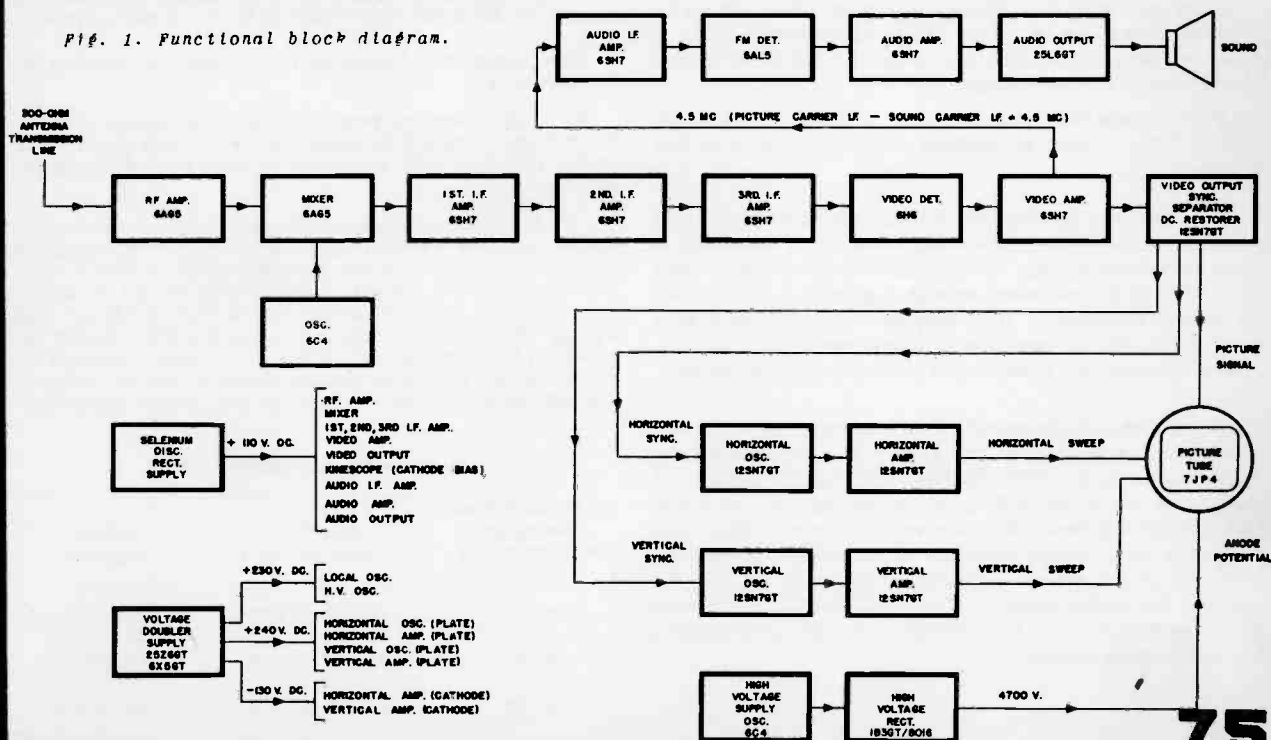 Fig. 1. Functional block diagram.
AUDIO I.F.
AMP.
6SH7
FM DET.
6AL5
AUDIO AMP.
6SH7
AUDIO OUTPUT
25L6GT
SOUND
4.5 MC (PICTURE CARRIER I.F. — SOUND CARRIER I.F. = 4.5 MC)
300-OHM
ANTENNA
TRANSMISSION
LINE
RF AMP.
6AG5
MIXER
6AG5
1ST. I.F.
AMP.
6SH7
2ND. I.F.
AMP.
6SH7
3RD. I.F.
AMP.
6SH7
VIDEO DET.
6H6
VIDEO AMP.
6SH7
VIDEO OUTPUT
SYNC.
SEPARATOR
DC. RESTORER
12SN7GT
OSC.
6C4
PICTURE
SIGNAL
SELENIUM
DISC.
RECT.
SUPPLY
+ 110 V. DC.
RF. AMP.
MIXER
1ST, 2ND, 3RD I.F. AMP.
VIDEO AMP.
VIDEO OUTPUT
KINESCOPE (CATHODE BIAS)
AUDIO I.F. AMP.
AUDIO AMP.
AUDIO OUTPUT
HORIZONTAL
SYNC.
HORIZONTAL
OSC.
12SN7GT
HORIZONTAL
AMP.
12SN7GT
HORIZONTAL SWEEP
PICTURE
TUBE
7JP4
VERTICAL
SYNC.
VERTICAL
OSC.
12SN7GT
VERTICAL
AMP.
12SN7GT
VERTICAL SWEEP
ANODE
POTENTIAL
VOLTAGE
DOUBLER
SUPPLY
25Z6GT
6X5GT
+230 V. DC.
LOCAL OSC.
H.V. OSC.
+240 V. DC.
HORIZONTAL OSC. (PLATE)
HORIZONTAL AMP. (PLATE)
VERTICAL OSC. (PLATE)
VERTICAL AMP. (PLATE)
-130 V. DC.
HORIZONTAL AMP. (CATHODE)
VERTICAL AMP. (CATHODE)
HIGH
VOLTAGE
SUPPLY
OSC.
6C4
HIGH
VOLTAGE
RECT.
1B3GT/8016
4700 V.
75